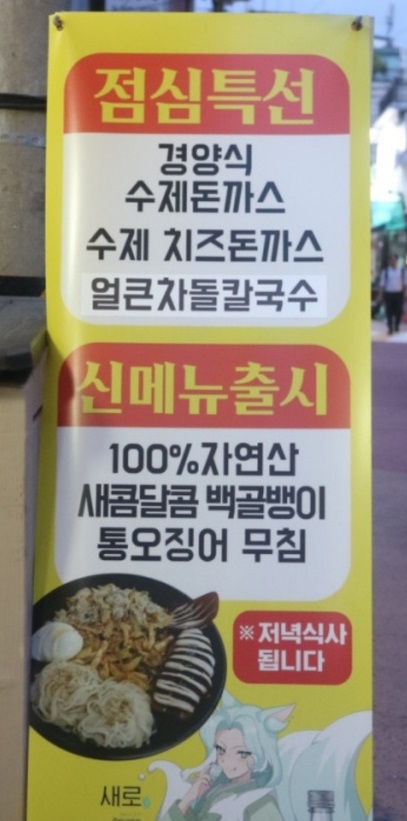 점심특선
경양식
수제돈까스
수제 치즈돈까스
얼큰차돌칼국수
신메뉴출시
100%자연산
새콤달콤 백골뱅이
통오징어 무침
※저녁식사
됩니다
새로